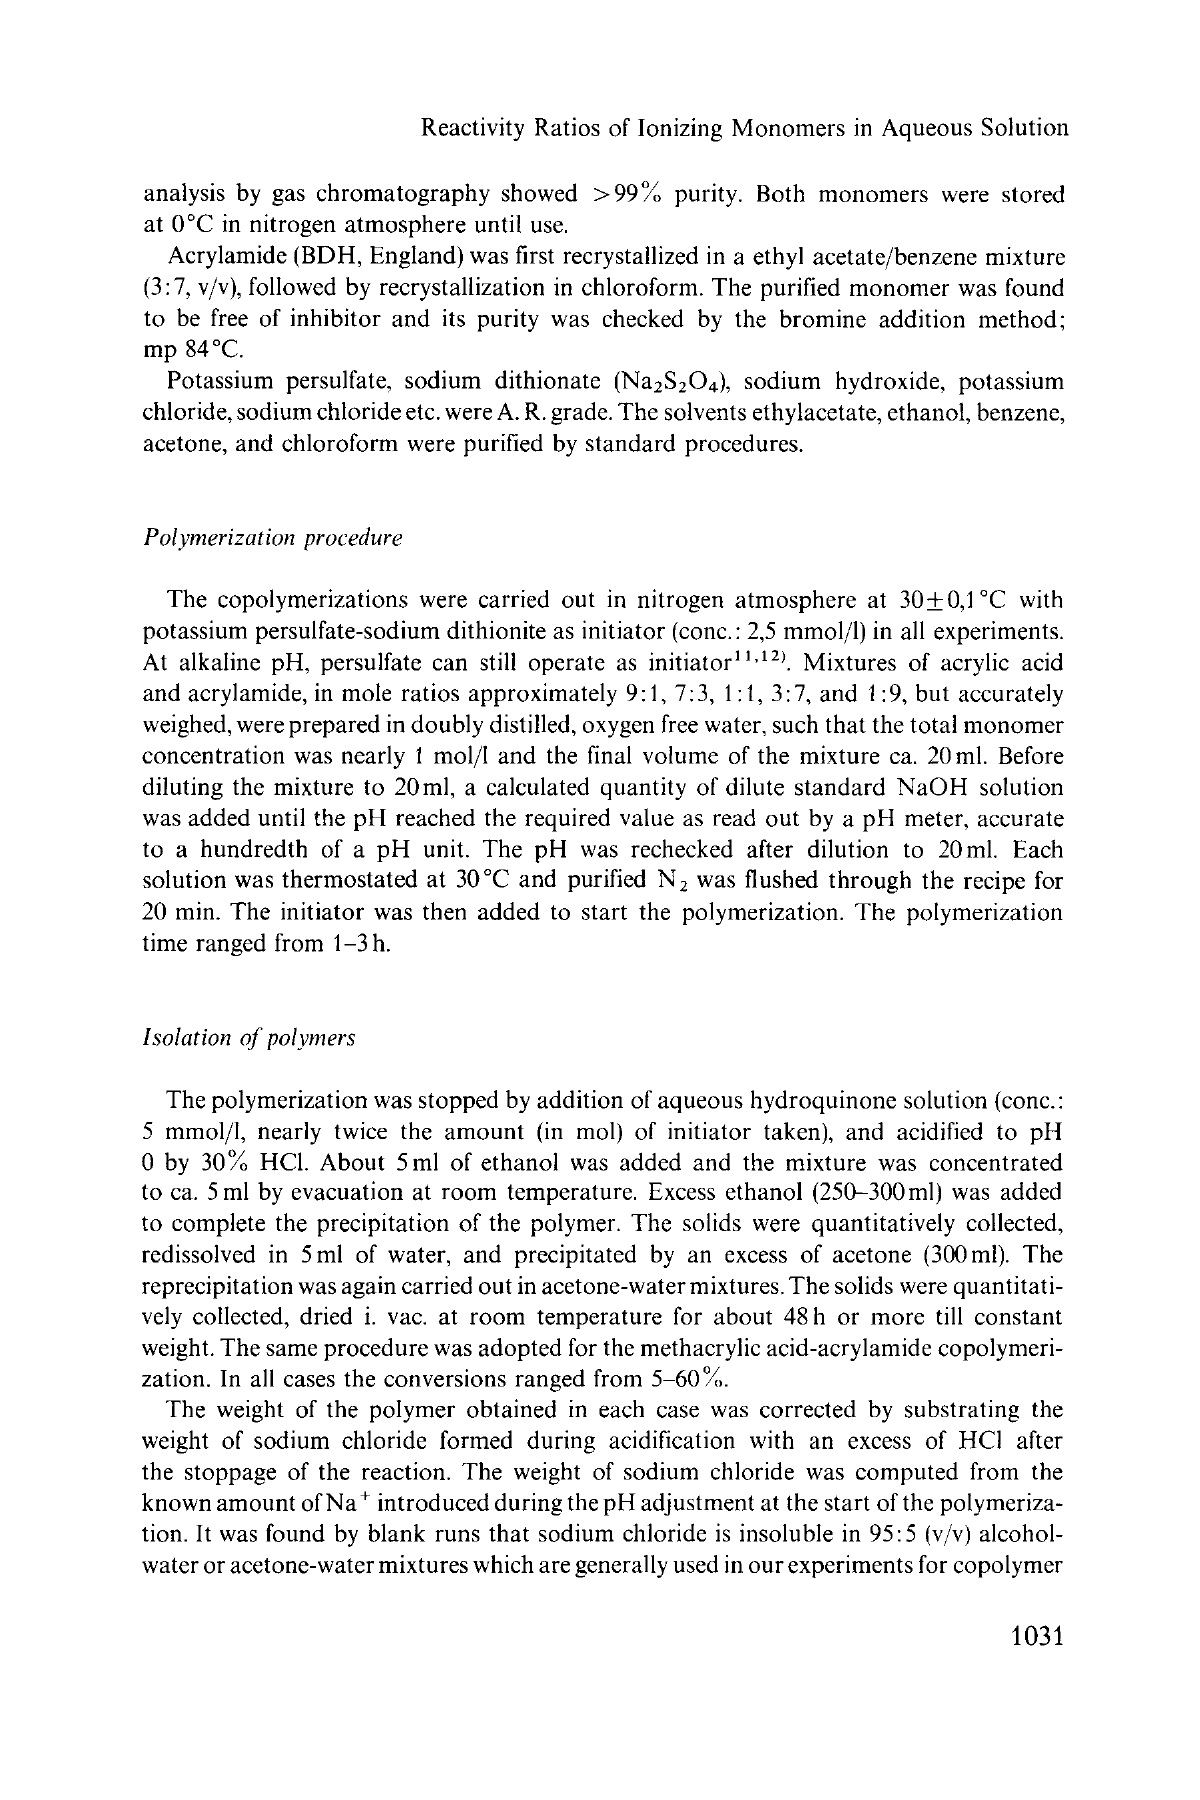 Reactivity Ratios of Ionizing Monomers in Aqueous Solution
analysis by gas chromatography showed >99% purity. Both monomers were stored
at 0°C in nitrogen atmosphere until use.
Acrylamide (BDH, England) was first recrystallized in a ethyl acetate/benzene mixture
(3:7, v/v), followed by recrystallization in chloroform. The purified monomer was found
to be free of inhibitor and its purity was checked by the bromine addition method;
mp 84°C.
Potassium persulfate, sodium dithionate (Na₂S₂O₄), sodium hydroxide, potassium
chloride, sodium chloride etc. were A. R. grade. The solvents ethylacetate, ethanol, benzene,
acetone, and chloroform were purified by standard procedures.
Polymerization procedure
The copolymerizations were carried out in nitrogen atmosphere at 30±0,1 °C with
potassium persulfate-sodium dithionite as initiator (conc.: 2,5 mmol/l) in all experiments.
At alkaline pH, persulfate can still operate as initiator¹¹,¹²⁾. Mixtures of acrylic acid
and acrylamide, in mole ratios approximately 9:1, 7:3, 1:1, 3:7, and 1:9, but accurately
weighed, were prepared in doubly distilled, oxygen free water, such that the total monomer
concentration was nearly 1 mol/l and the final volume of the mixture ca. 20 ml. Before
diluting the mixture to 20 ml, a calculated quantity of dilute standard NaOH solution
was added until the pH reached the required value as read out by a pH meter, accurate
to a hundredth of a pH unit. The pH was rechecked after dilution to 20 ml. Each
solution was thermostated at 30 °C and purified N₂ was flushed through the recipe for
20 min. The initiator was then added to start the polymerization. The polymerization
time ranged from 1–3 h.
Isolation of polymers
The polymerization was stopped by addition of aqueous hydroquinone solution (conc.:
5 mmol/l, nearly twice the amount (in mol) of initiator taken), and acidified to pH
0 by 30% HCl. About 5 ml of ethanol was added and the mixture was concentrated
to ca. 5 ml by evacuation at room temperature. Excess ethanol (250–300 ml) was added
to complete the precipitation of the polymer. The solids were quantitatively collected,
redissolved in 5 ml of water, and precipitated by an excess of acetone (300 ml). The
reprecipitation was again carried out in acetone-water mixtures. The solids were quantitati-
vely collected, dried i. vac. at room temperature for about 48 h or more till constant
weight. The same procedure was adopted for the methacrylic acid-acrylamide copolymeri-
zation. In all cases the conversions ranged from 5–60%.
The weight of the polymer obtained in each case was corrected by substrating the
weight of sodium chloride formed during acidification with an excess of HCl after
the stoppage of the reaction. The weight of sodium chloride was computed from the
known amount of Na⁺ introduced during the pH adjustment at the start of the polymeriza-
tion. It was found by blank runs that sodium chloride is insoluble in 95:5 (v/v) alcohol-
water or acetone-water mixtures which are generally used in our experiments for copolymer
1031